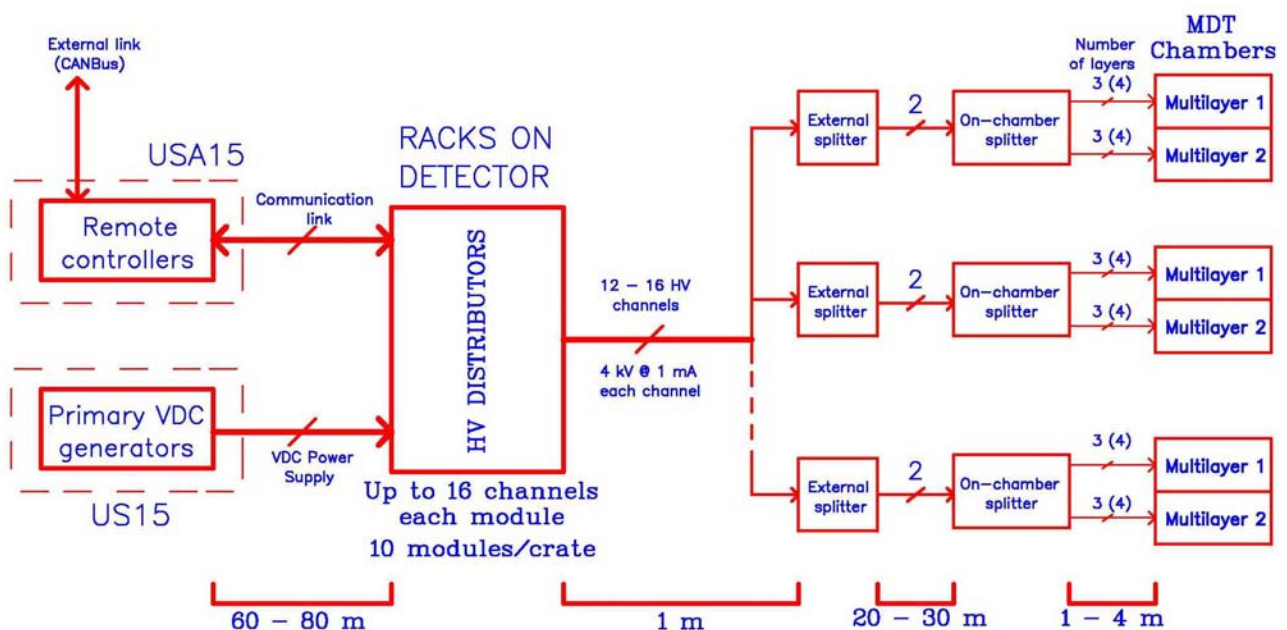 External link
(CANBus)
USA15
Remote
controllers
Communication
link
RACKS ON
DETECTOR
HV DISTRIBUTORS
Primary VDC
generators
US15
VDC Power
Supply
Up to 16 channels
each module
10 modules/crate
12 - 16 HV
channels
4 kV @ 1 mA
each channel
MDT
Chambers
Number
of layers
External
splitter
2
On-chamber
splitter
3 (4)
3 (4)
Multilayer 1
Multilayer 2
External
splitter
2
On-chamber
splitter
3 (4)
3 (4)
Multilayer 1
Multilayer 2
External
splitter
2
On-chamber
splitter
3 (4)
3 (4)
Multilayer 1
Multilayer 2
60 - 80 m
1 m
20 - 30 m
1 - 4 m